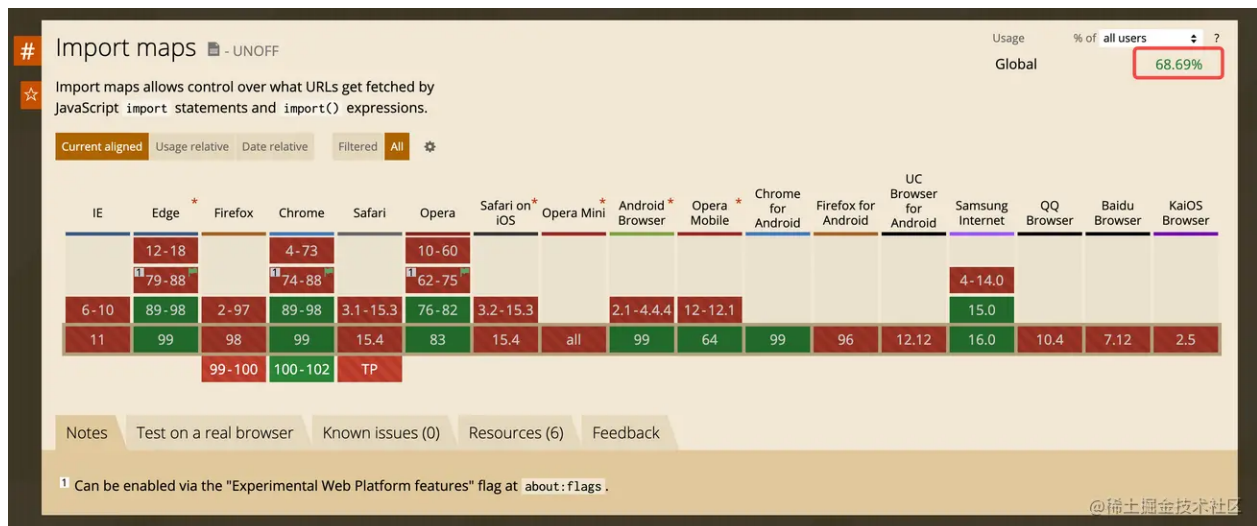 #
Import maps - UNOFF
Usage % of all users ?
Global 68.69%
Import maps allows control over what URLs get fetched by
JavaScript import statements and import() expressions.
Current aligned Usage relative Date relative Filtered All
IE Edge * Firefox Chrome Safari Opera Safari on iOS * Opera Mini * Android Browser * Opera Mobile * Chrome for Android Firefox for Android UC Browser for Android Samsung Internet QQ Browser Baidu Browser KaiOS Browser
12-18 4-73 10-60
1 79-88 1 74-88 1 62-75 4-14.0
6-10 89-98 2-97 89-98 3.1-15.3 76-82 3.2-15.3 2.1-4.4.4 12-12.1 15.0
11 99 98 99 15.4 83 15.4 all 99 64 99 96 12.12 16.0 10.4 7.12 2.5
99-100 100-102 TP
Notes Test on a real browser Known issues (0) Resources (6) Feedback
1 Can be enabled via the "Experimental Web Platform features" flag at about:flags.
@稀土掘金技术社区